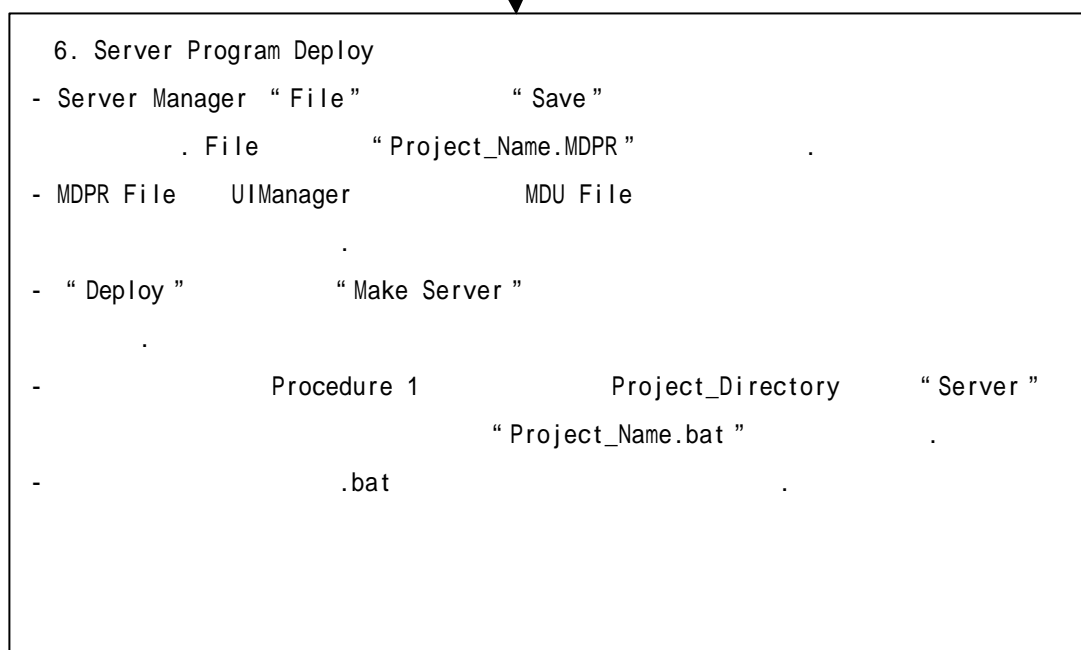 6. Server Program Deploy
- Server Manager “File” “Save”
. File “Project_Name.MDPR” .
- MDPR File UIManager MDU File
.
- “Deploy” “Make Server”
.
- Procedure 1 Project_Directory “Server”
“Project_Name.bat” .
- .bat .